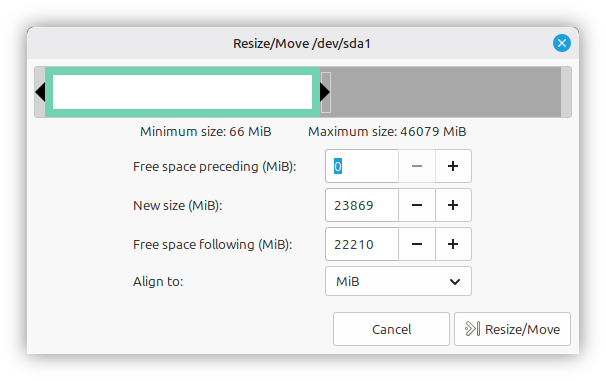 Resize/Move /dev/sda1
Minimum size: 66 MiB Maximum size: 46079 MiB
Free space preceding (MiB): 0
New size (MiB): 23869
Free space following (MiB): 22210
Align to: MiB
Cancel Resize/Move